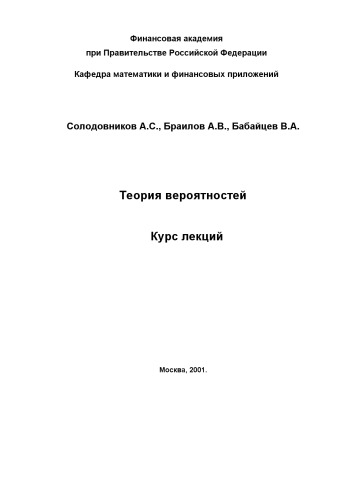 Финансовая академия
при Правительстве Российской Федерации
Кафедра математики и финансовых приложений
Солодовников А.С., Браилов А.В., Бабайцев В.А.
Теория вероятностей
Курс лекций
Москва, 2001.